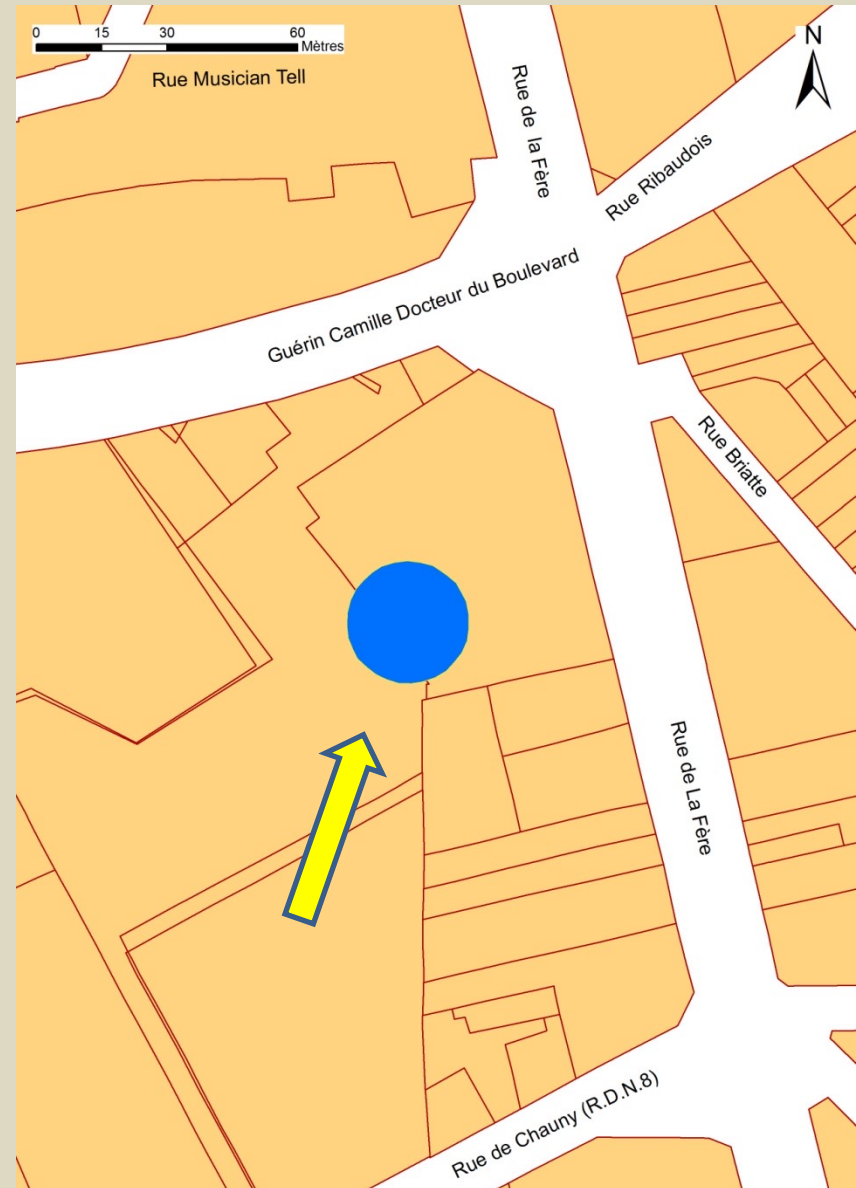 0 15 30 60
Mètres
N
Rue Musician Tell
Rue de la Fère
Rue Ribaudois
Guérin Camille Docteur du Boulevard
Rue Briatte
Rue de La Fère
Rue de Chauny (R.D.N.8)